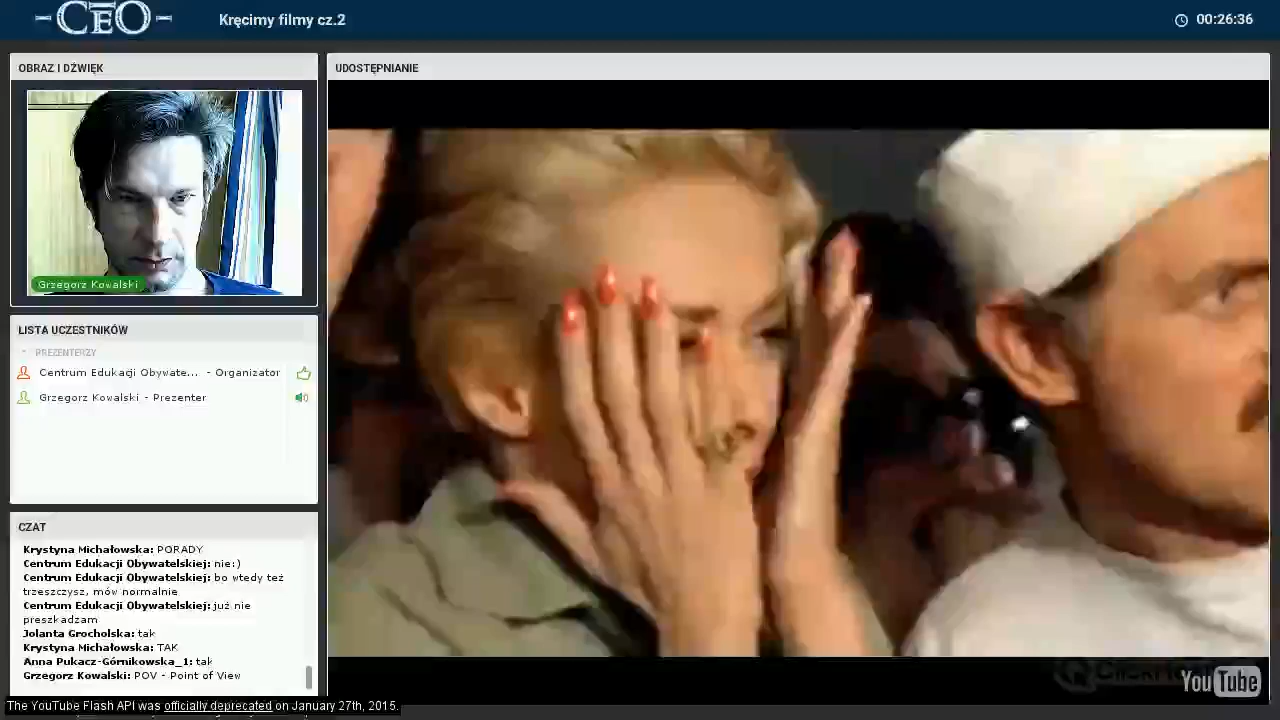 CEO
Kręcimy filmy cz.2
00:26:36
OBRAZ I DŹWIĘK
Grzegorz Kowalski
LISTA UCZESTNIKÓW
PREZENTERZY
Centrum Edukacji Obywate... - Organizator
Grzegorz Kowalski - Prezenter
CZAT
Krystyna Michałowska: PORADY
Centrum Edukacji Obywatelskiej: nie:)
Centrum Edukacji Obywatelskiej: bo wtedy też
trzeszczysz, mów normalnie
Centrum Edukacji Obywatelskiej: już nie
preszkadzam
Jolanta Grocholska: tak
Krystyna Michałowska: TAK
Anna Pukacz-Górnikowska_1: tak
Grzegorz Kowalski: POV - Point of View
UDOSTĘPNIANIE
YouTube
The YouTube Flash API was officially deprecated on January 27th, 2015.